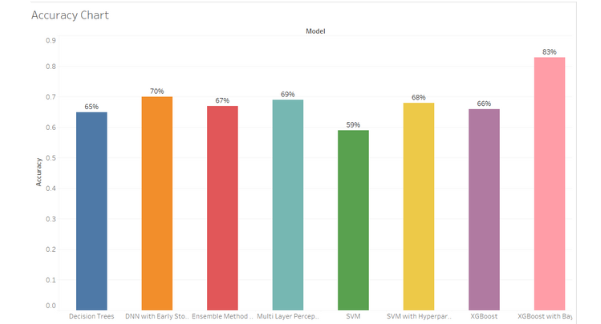 Accuracy Chart
Model
0.9
0.8
0.7
0.6
0.5
0.4
0.3
0.2
0.1
0.0
Accuracy
65%
70%
67%
69%
59%
68%
66%
83%
Decision Trees
DNN with Early Sto..
Ensemble Method..
Multi Layer Percep..
SVM
SVM with Hyperpar..
XGBoost
XGBoost with Bay